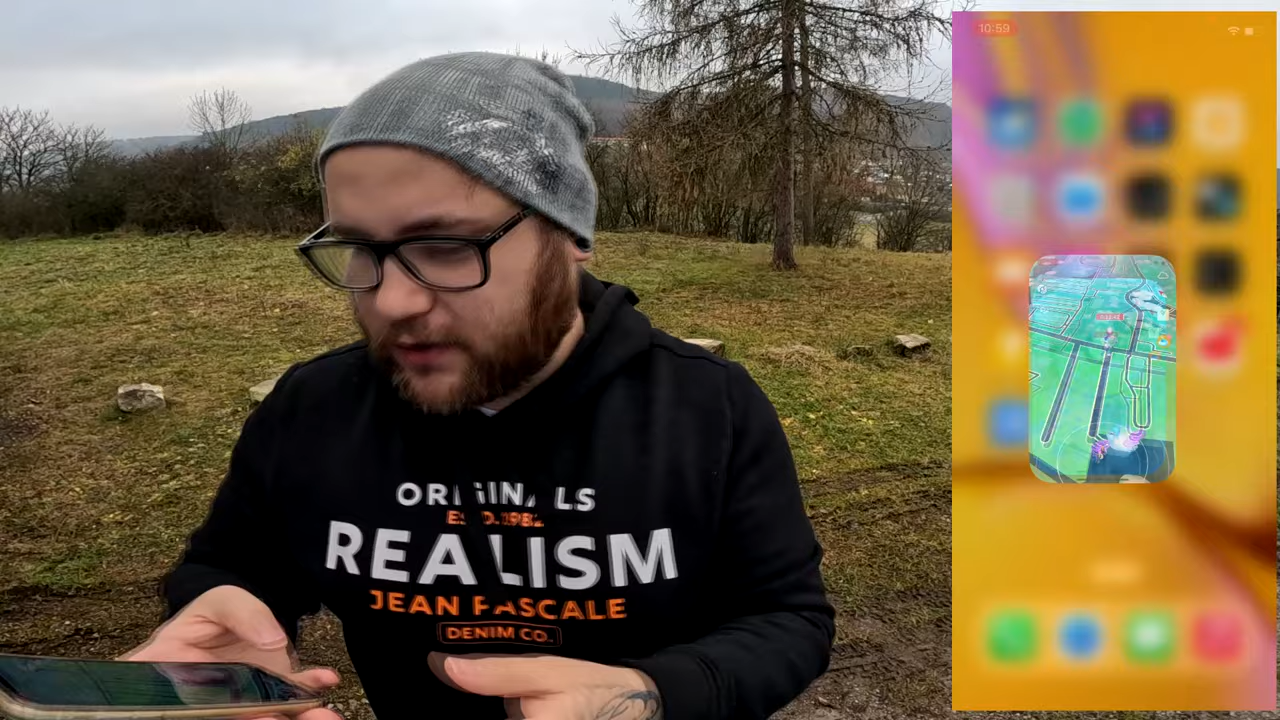 10:59
ORIGINALS
ESTD.1982
REALISM
JEAN PASCALE
DENIM CO.